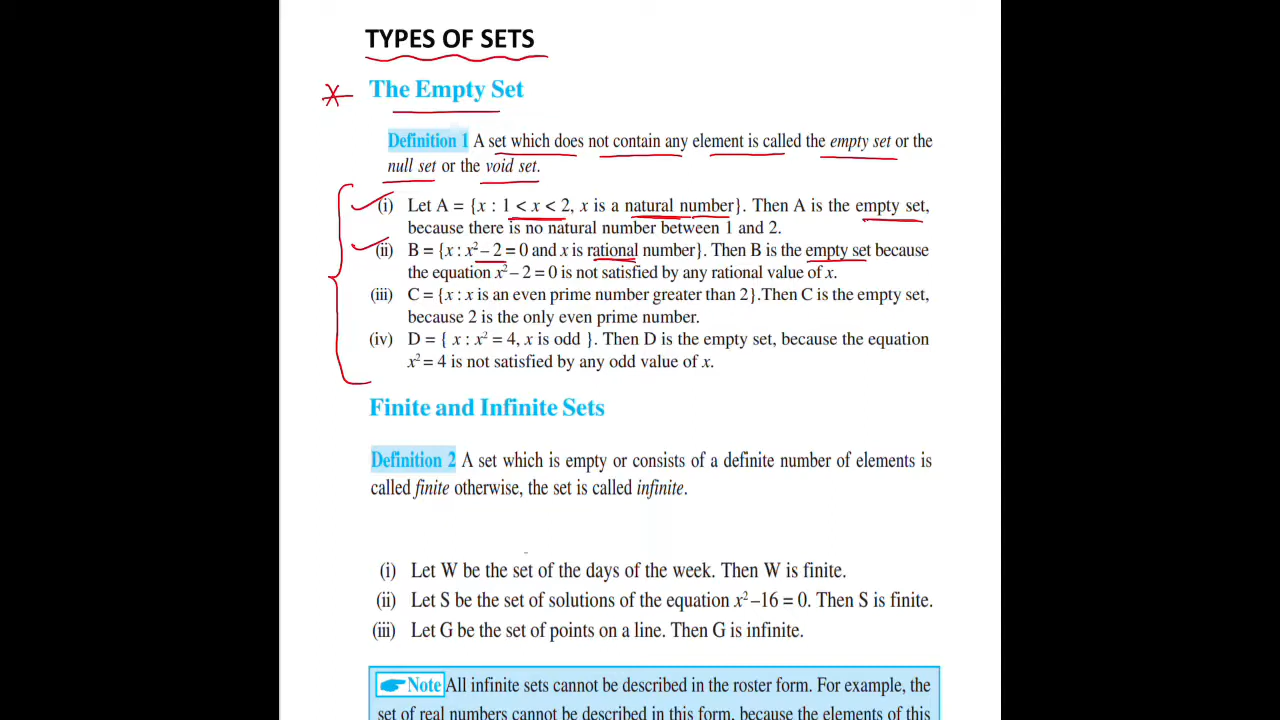 TYPES OF SETS
The Empty Set
Definition 1 A set which does not contain any element is called the empty set or the
null set or the void set.
(i) Let A = {x : 1 < x < 2, x is a natural number}. Then A is the empty set,
because there is no natural number between 1 and 2.
(ii) B = {x : x² – 2 = 0 and x is rational number}. Then B is the empty set because
the equation x² – 2 = 0 is not satisfied by any rational value of x.
(iii) C = {x : x is an even prime number greater than 2}.Then C is the empty set,
because 2 is the only even prime number.
(iv) D = { x : x² = 4, x is odd }. Then D is the empty set, because the equation
x² = 4 is not satisfied by any odd value of x.
Finite and Infinite Sets
Definition 2 A set which is empty or consists of a definite number of elements is
called finite otherwise, the set is called infinite.
(i) Let W be the set of the days of the week. Then W is finite.
(ii) Let S be the set of solutions of the equation x² –16 = 0. Then S is finite.
(iii) Let G be the set of points on a line. Then G is infinite.
Note All infinite sets cannot be described in the roster form. For example, the
set of real numbers cannot be described in this form, because the elements of this